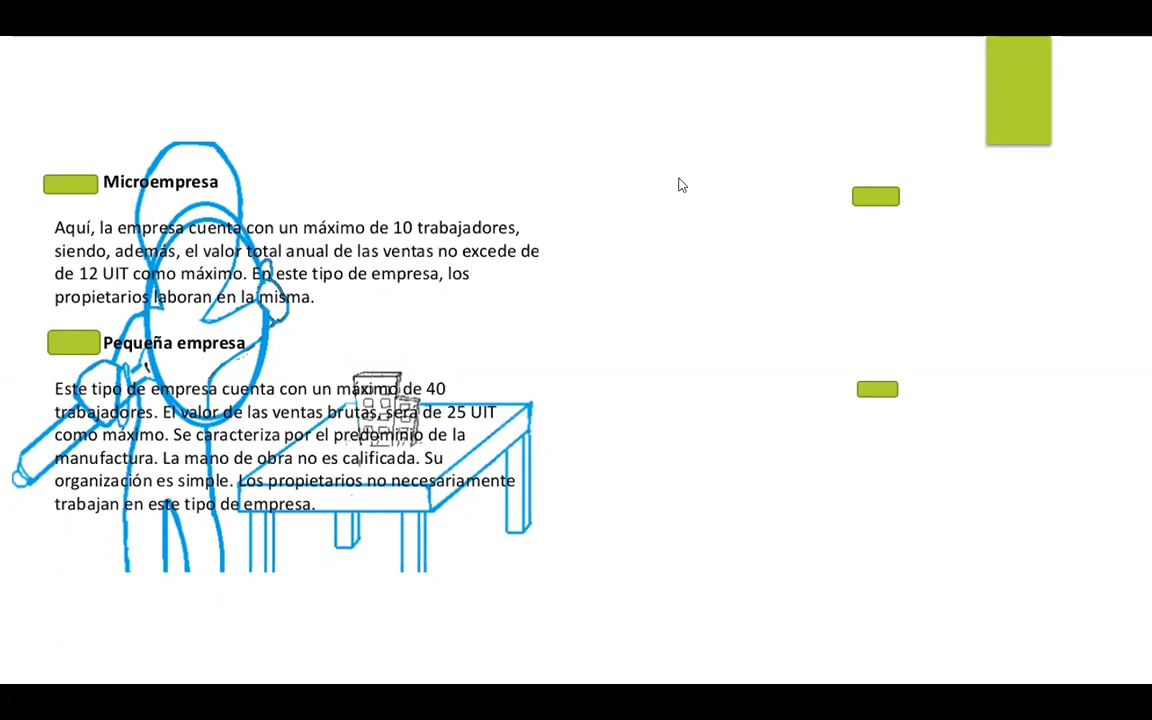 Microempresa
Aquí, la empresa cuenta con un máximo de 10 trabajadores,
siendo, además, el valor total anual de las ventas no excede de
de 12 UIT como máximo. En este tipo de empresa, los
propietarios laboran en la misma.
Pequeña empresa
Este tipo de empresa cuenta con un máximo de 40
trabajadores. El valor de las ventas brutas, será de 25 UIT
como máximo. Se caracteriza por el predominio de la
manufactura. La mano de obra no es calificada. Su
organización es simple. Los propietarios no necesariamente
trabajan en este tipo de empresa.